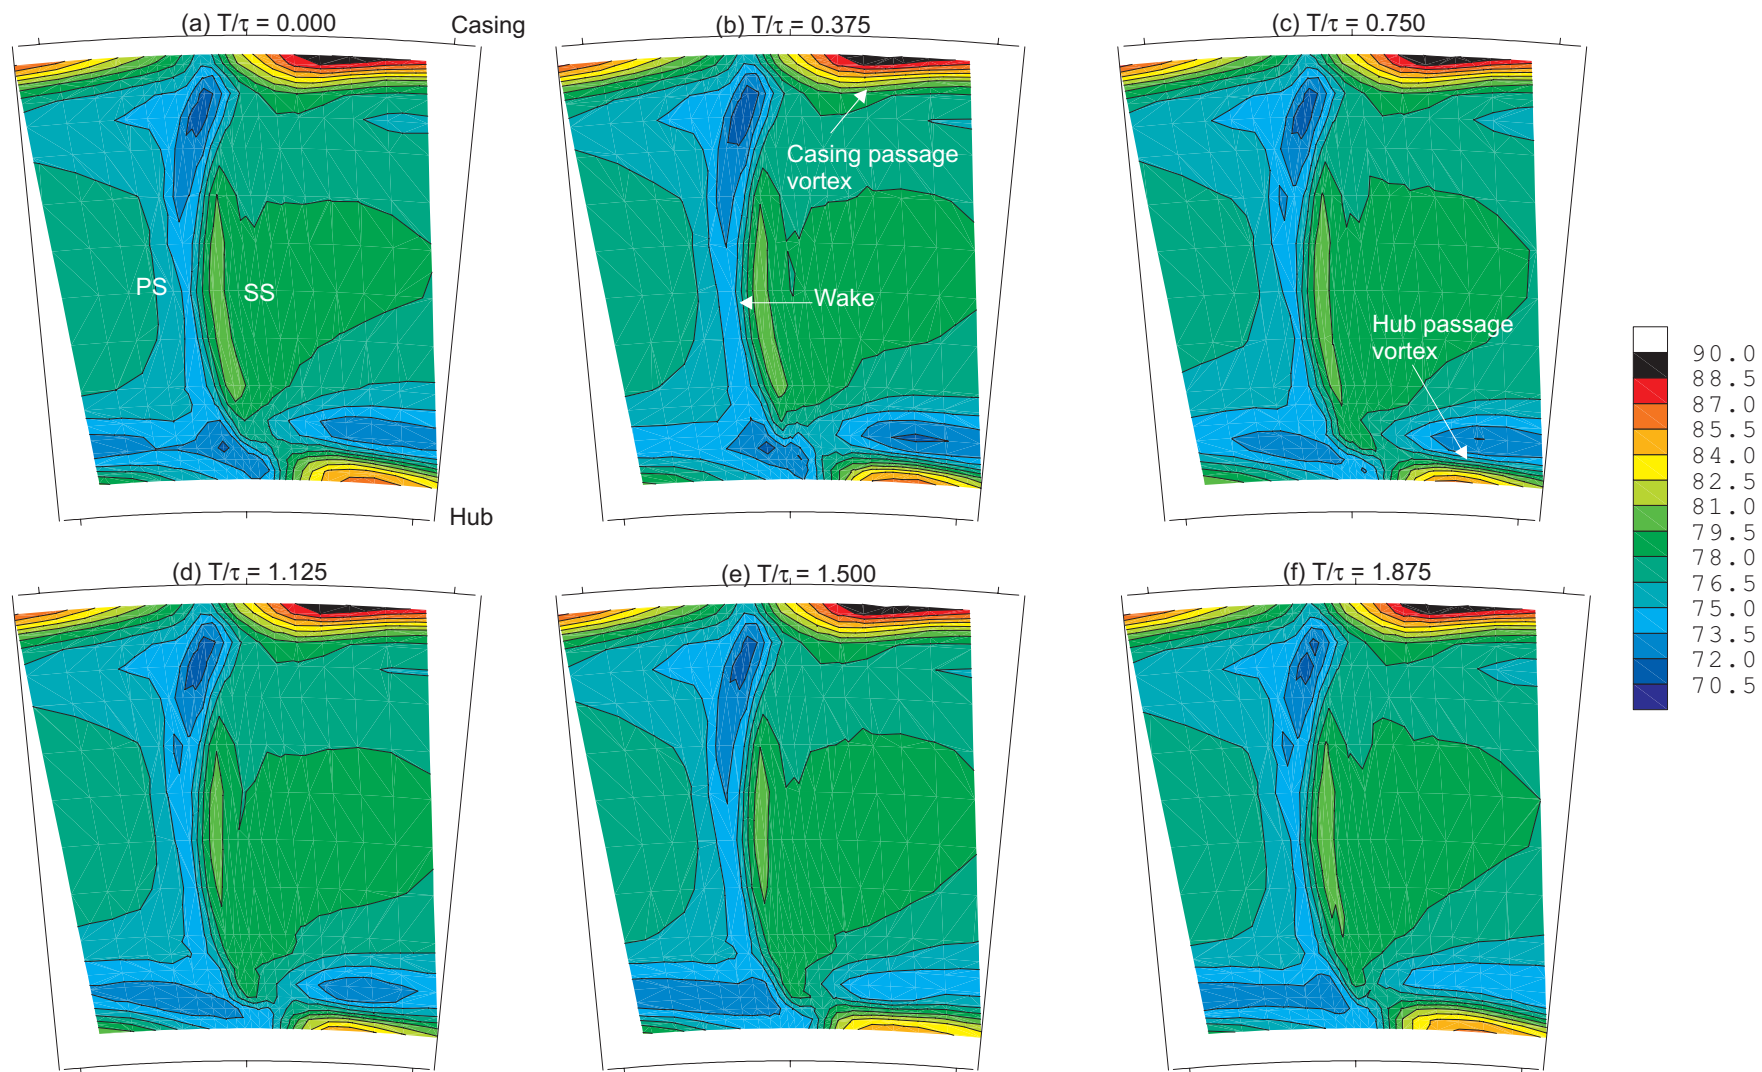 (a) T/τ = 0.000
Casing
(b) T/τ = 0.375
(c) T/τ = 0.750
Casing passage
vortex
PS
SS
Wake
Hub passage
vortex
Hub
90.0
88.5
87.0
85.5
84.0
82.5
81.0
79.5
78.0
76.5
75.0
73.5
72.0
70.5
(d) T/τ = 1.125
(e) T/τ = 1.500
(f) T/τ = 1.875